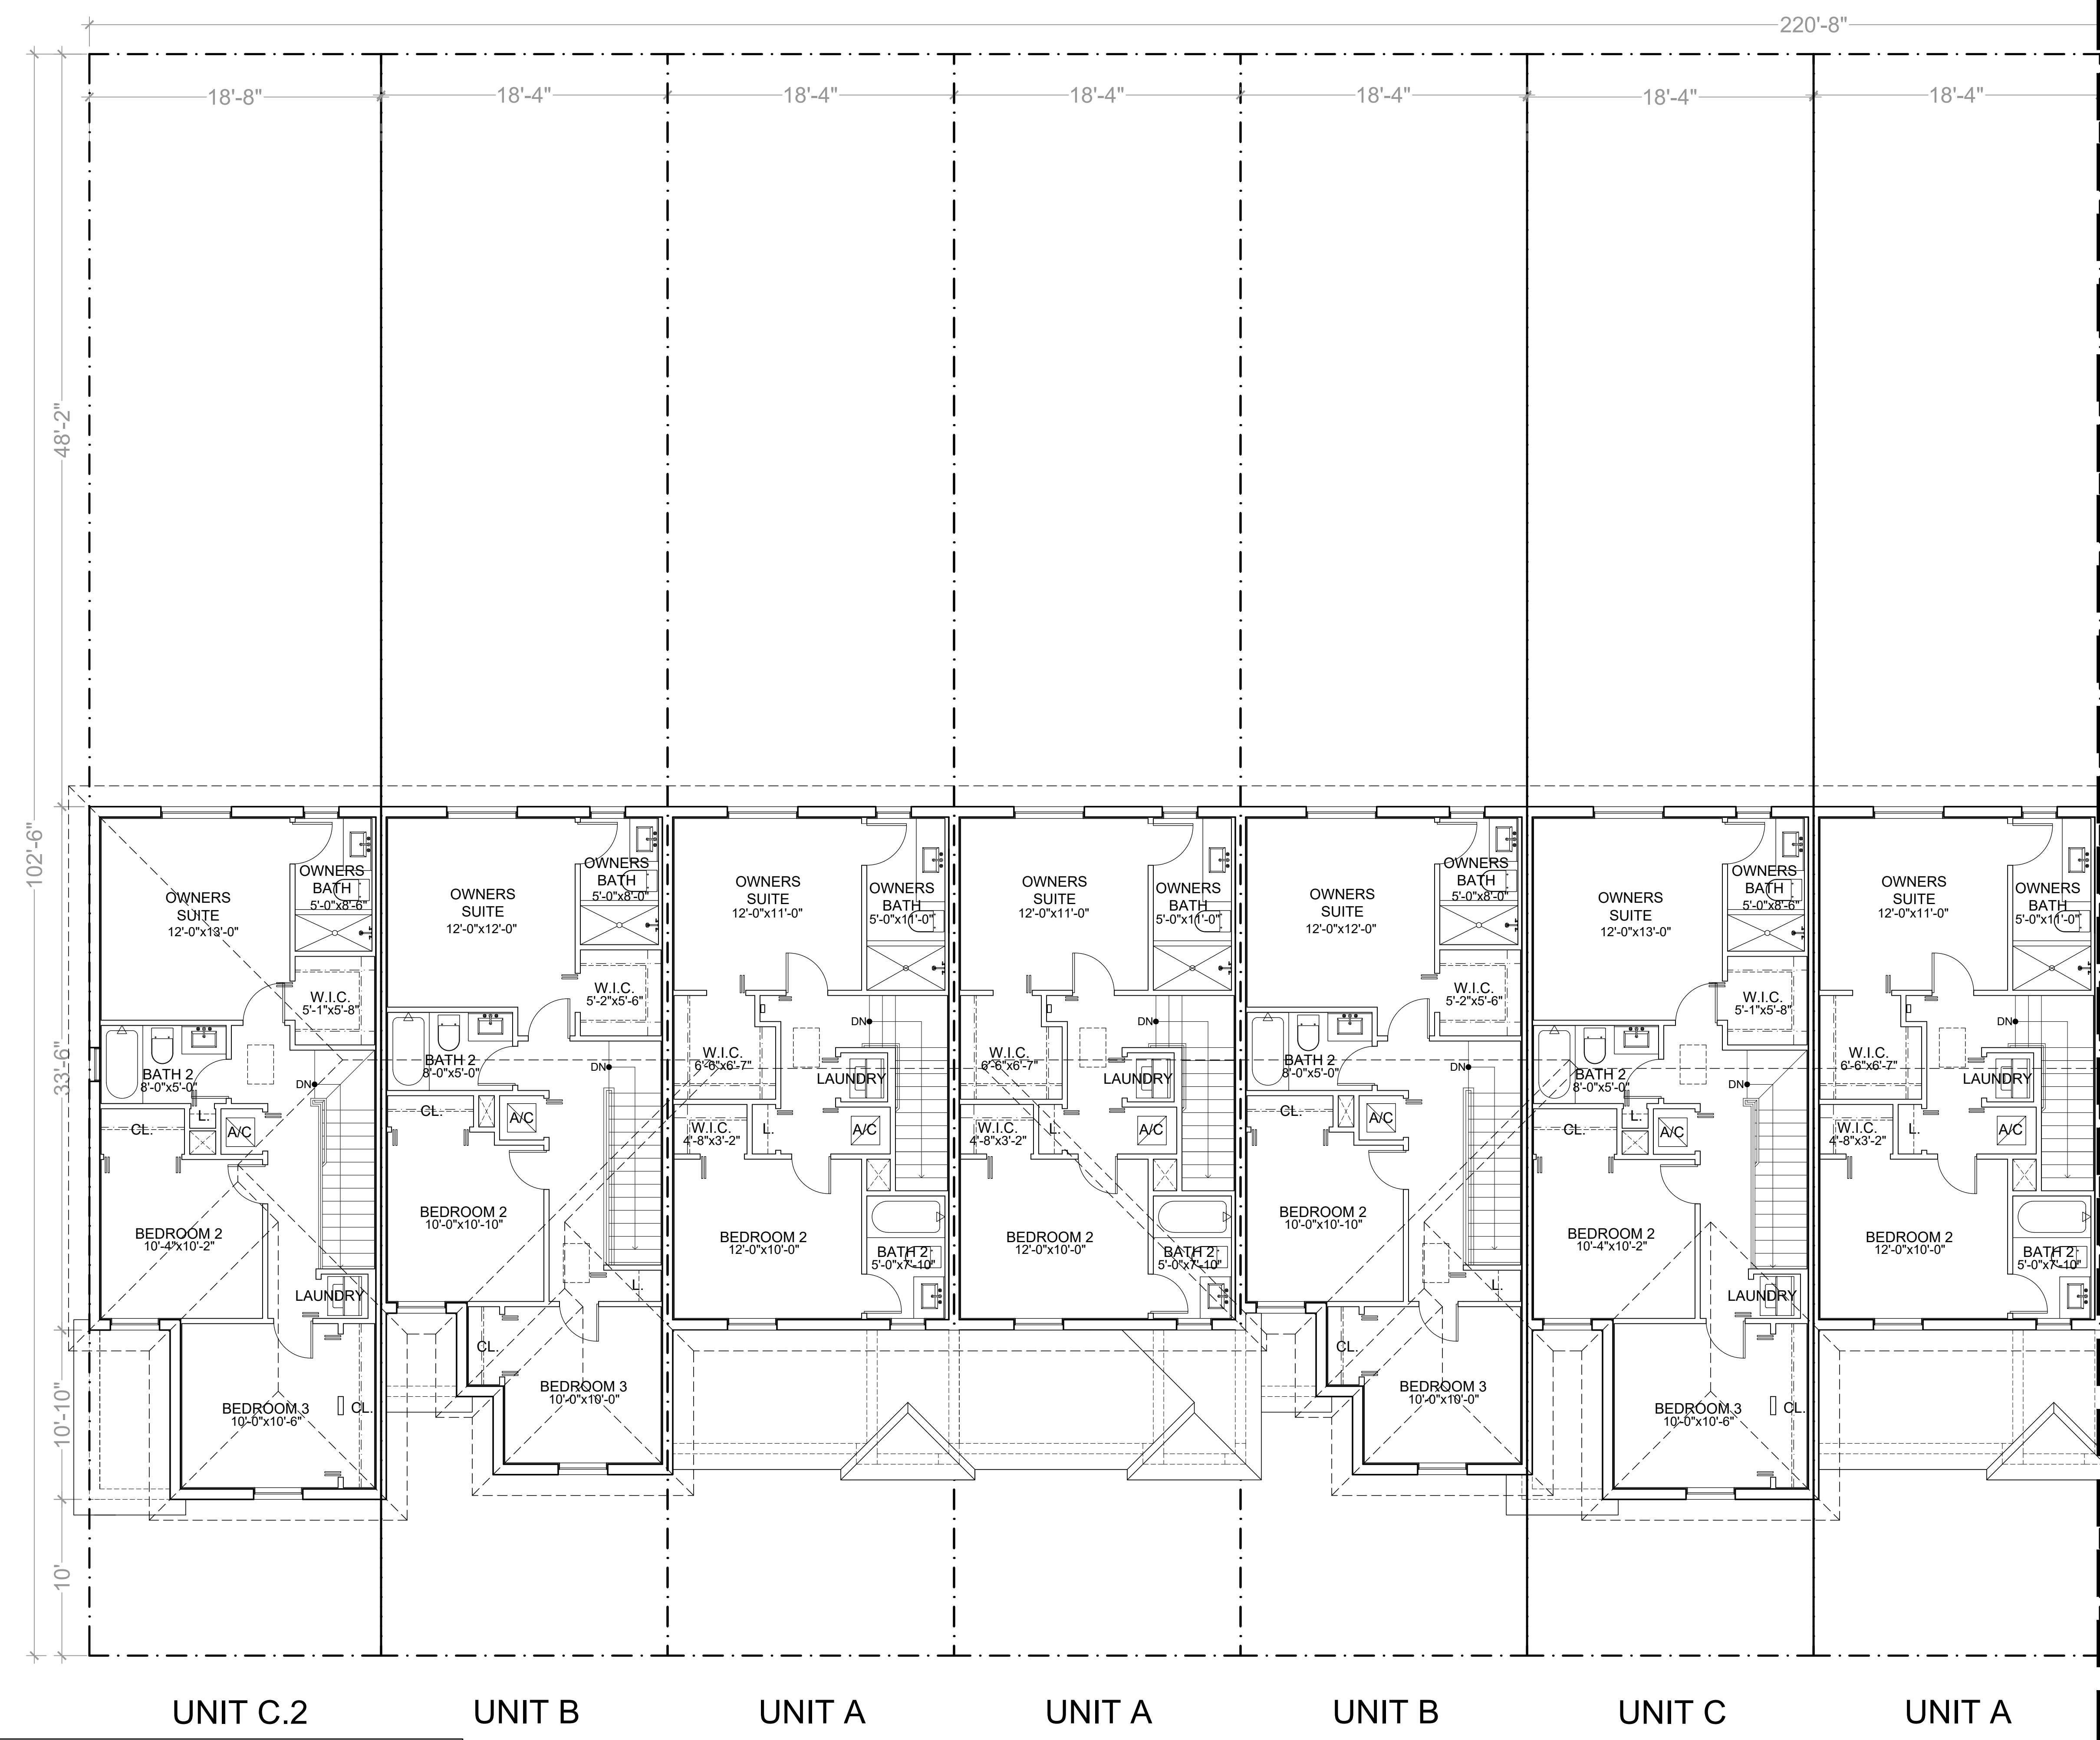 220'-8"
18'-8"
18'-4"
18'-4"
18'-4"
18'-4"
18'-4"
18'-4"
102'-6"
48'-2"
33'-6"
10'-10"
10'
OWNERS
SUITE
12'-0"x13'-0"
OWNERS
BATH
5'-0"x8'-6"
W.I.C.
5'-1"x5'-8"
BATH 2
8'-0"x5'-0"
DN
CL.
L.
A/C
BEDROOM 2
10'-4"x10'-2"
LAUNDRY
BEDROOM 3
10'-0"x10'-6"
CL.
UNIT C.2
OWNERS
SUITE
12'-0"x12'-0"
OWNERS
BATH
5'-0"x8'-0"
W.I.C.
5'-2"x5'-6"
BATH 2
8'-0"x5'-0"
DN
CL.
A/C
BEDROOM 2
10'-0"x10'-10"
L.
CL.
BEDROOM 3
10'-0"x10'-0"
UNIT B
OWNERS
SUITE
12'-0"x11'-0"
OWNERS
BATH
5'-0"x11'-0"
DN
W.I.C.
6'-6"x6'-7"
LAUNDRY
W.I.C.
4'-8"x3'-2"
L.
A/C
BEDROOM 2
12'-0"x10'-0"
BATH 2
5'-0"x7'-10"
UNIT A
OWNERS
SUITE
12'-0"x11'-0"
OWNERS
BATH
5'-0"x11'-0"
DN
W.I.C.
6'-6"x6'-7"
LAUNDRY
W.I.C.
4'-8"x3'-2"
L.
A/C
BEDROOM 2
12'-0"x10'-0"
BATH 2
5'-0"x7'-10"
UNIT A
OWNERS
SUITE
12'-0"x12'-0"
OWNERS
BATH
5'-0"x8'-0"
W.I.C.
5'-2"x5'-6"
BATH 2
8'-0"x5'-0"
DN
CL.
A/C
BEDROOM 2
10'-0"x10'-10"
L.
CL.
BEDROOM 3
10'-0"x10'-0"
UNIT B
OWNERS
SUITE
12'-0"x13'-0"
OWNERS
BATH
5'-0"x8'-6"
W.I.C.
5'-1"x5'-8"
BATH 2
8'-0"x5'-0"
DN
CL.
L.
A/C
BEDROOM 2
10'-4"x10'-2"
LAUNDRY
BEDROOM 3
10'-0"x10'-6"
CL.
UNIT C
OWNERS
SUITE
12'-0"x11'-0"
OWNERS
BATH
5'-0"x11'-0"
DN
W.I.C.
6'-6"x6'-7"
LAUNDRY
W.I.C.
4'-8"x3'-2"
L.
A/C
BEDROOM 2
12'-0"x10'-0"
BATH 2
5'-0"x7'-10"
UNIT A